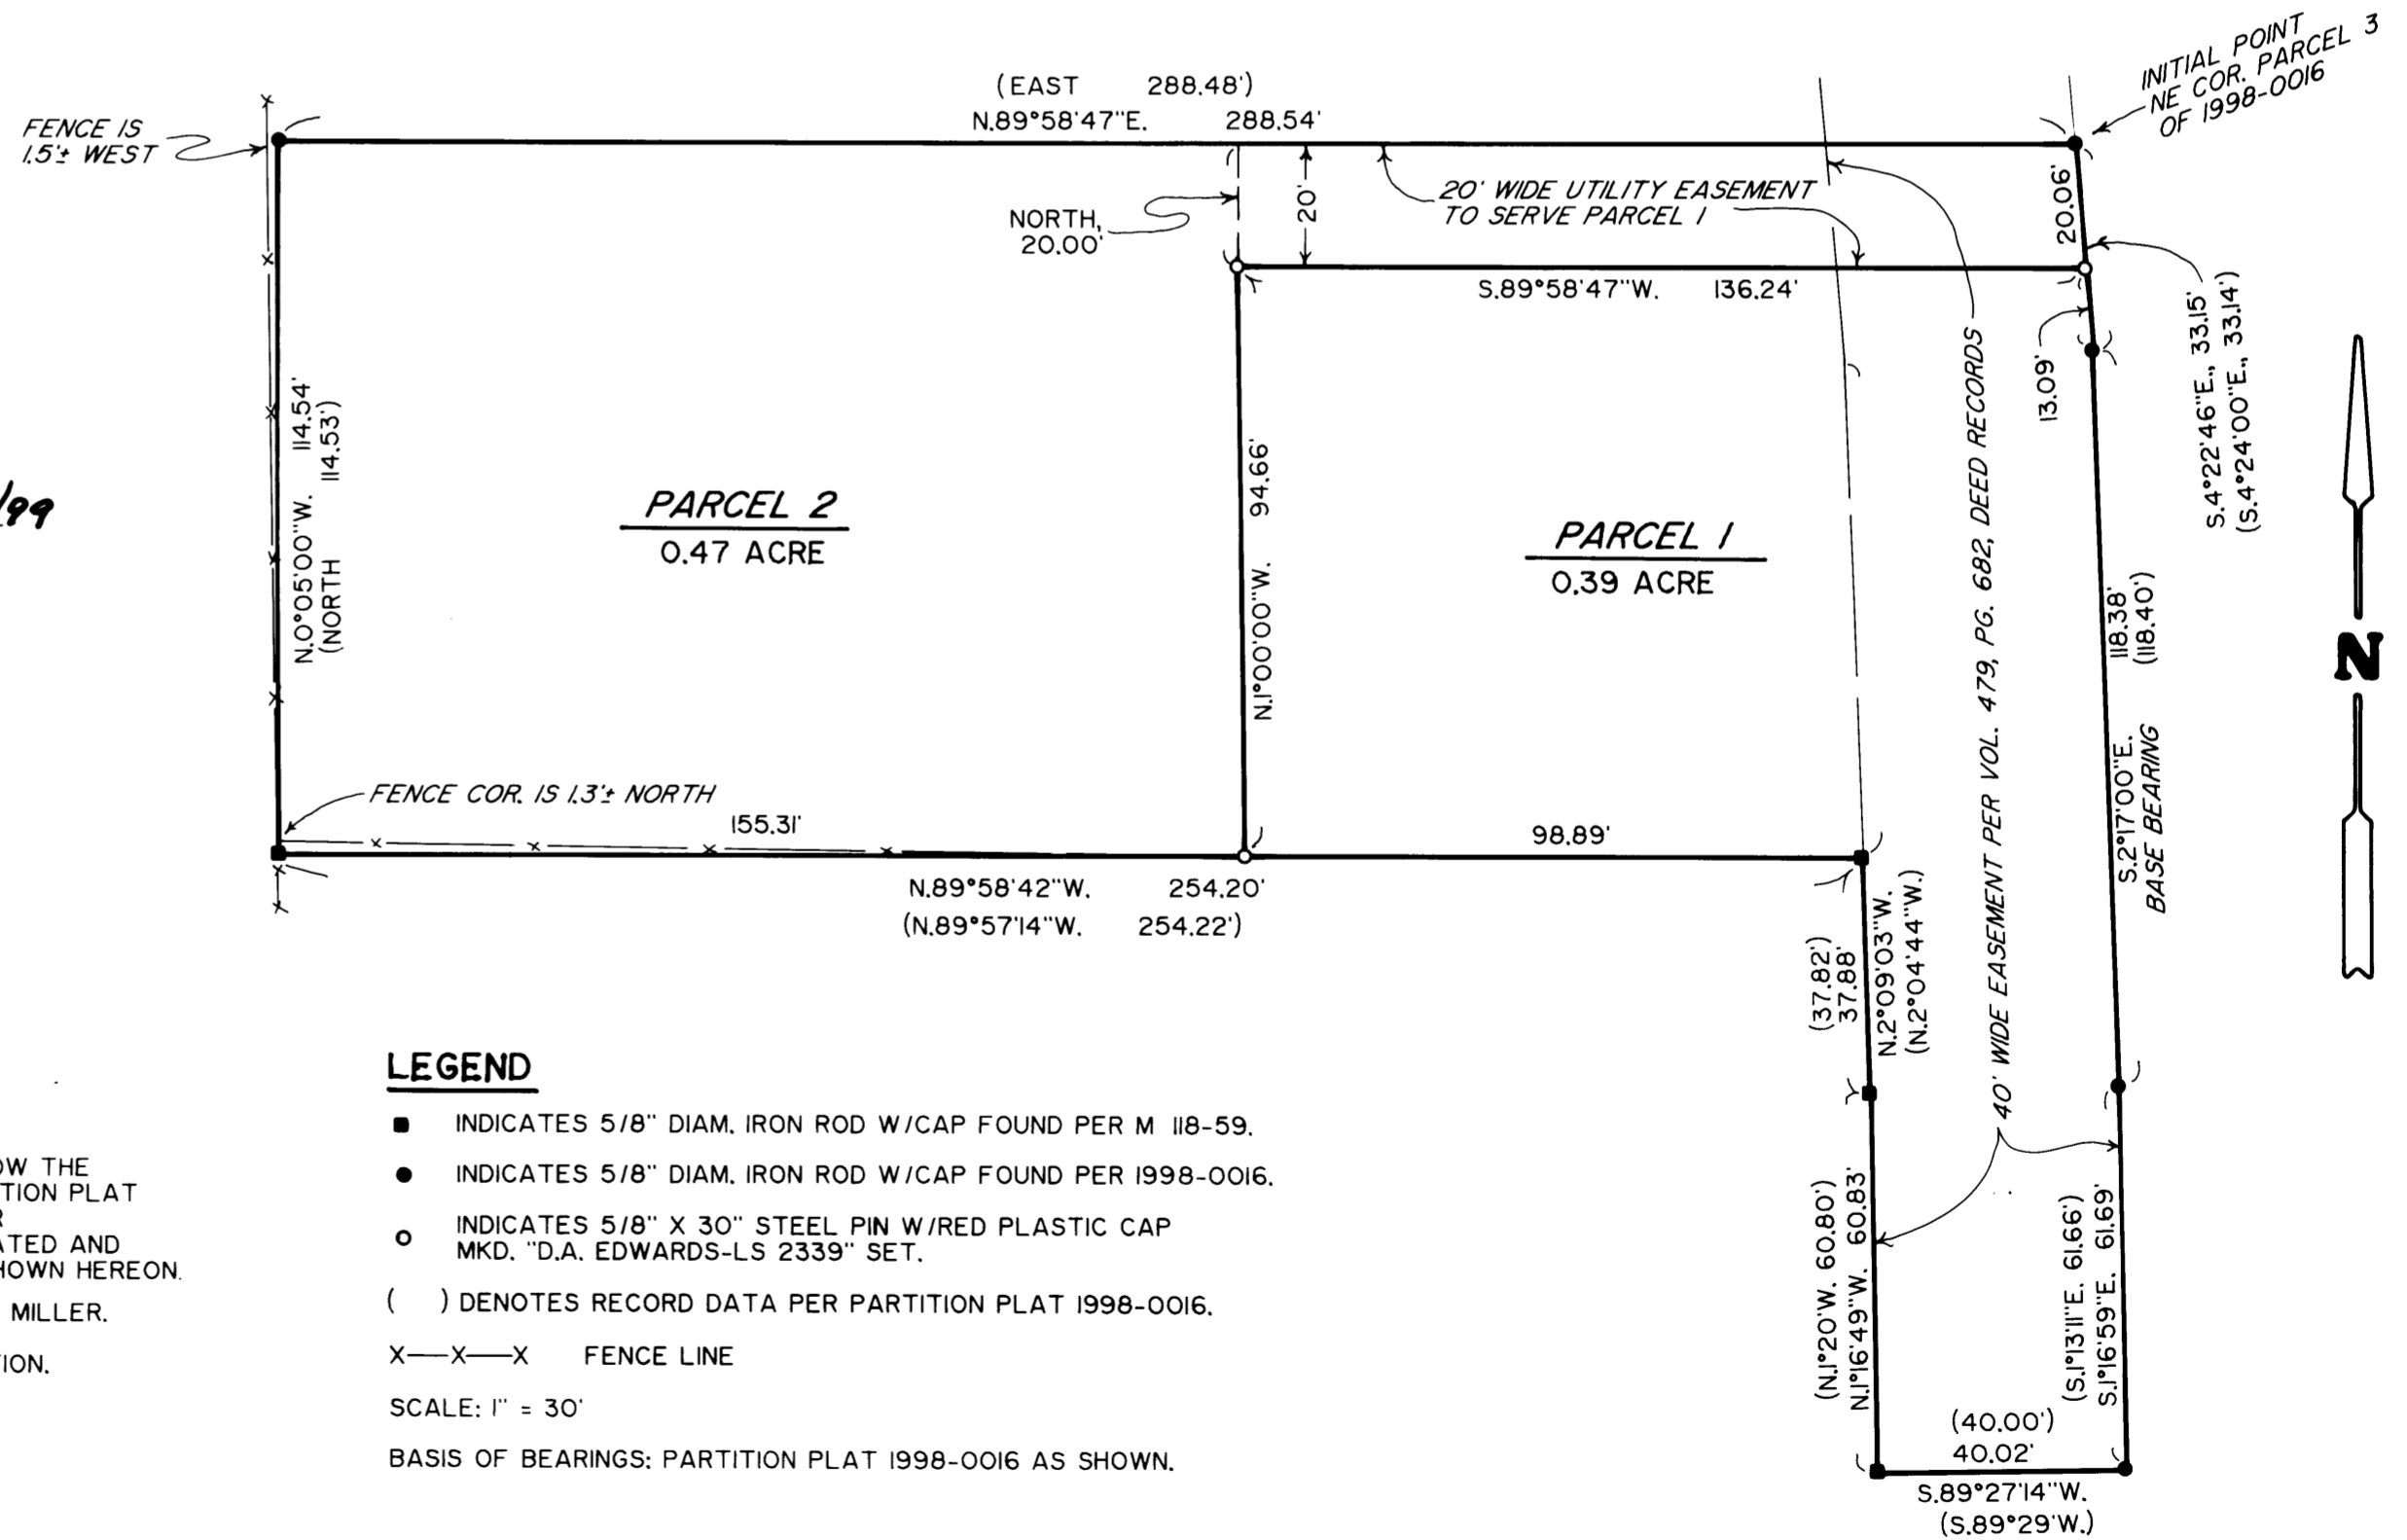 (EAST 288.48')
N.89°58'47"E. 288.54'
INITIAL POINT
NE COR. PARCEL 3
OF 1998-0016
FENCE IS
1.5'± WEST
NORTH,
20.00'
20'
20' WIDE UTILITY EASEMENT
TO SERVE PARCEL 1
20.06'
S.89°58'47"W. 136.24'
13.09'
S.4°22'46"E., 33.15'
(S.4°24'00"E., 33.14')
N.0°05'00"W. 114.54'
(NORTH 114.53')
/99
PARCEL 2
0.47 ACRE
N.1°00'00"W. 94.66'
PARCEL 1
0.39 ACRE
40' WIDE EASEMENT PER VOL. 479, PG. 682, DEED RECORDS
118.38'
(118.40')
S.2°17'00"E.
BASE BEARING
N
FENCE COR. IS 1.3'± NORTH
155.31'
98.89'
N.89°58'42"W. 254.20'
(N.89°57'14"W. 254.22')
(37.82')
37.88'
N.2°09'03"W.
(N.2°04'44"W.)
LEGEND
INDICATES 5/8" DIAM. IRON ROD W/CAP FOUND PER M 118-59.
INDICATES 5/8" DIAM. IRON ROD W/CAP FOUND PER 1998-0016.
INDICATES 5/8" X 30" STEEL PIN W/RED PLASTIC CAP
MKD. "D.A. EDWARDS-LS 2339" SET.
( ) DENOTES RECORD DATA PER PARTITION PLAT 1998-0016.
X—X—X FENCE LINE
SCALE: 1" = 30'
BASIS OF BEARINGS: PARTITION PLAT 1998-0016 AS SHOWN.
OW THE
TION PLAT
R
ATED AND
HOWN HEREON.
MILLER.
TION.
(N.1°20'W. 60.80')
N.1°16'49"W. 60.83'
(S.1°13'11"E. 61.66')
S.1°16'59"E. 61.69'
(40.00')
40.02'
S.89°27'14"W.
(S.89°29'W.)